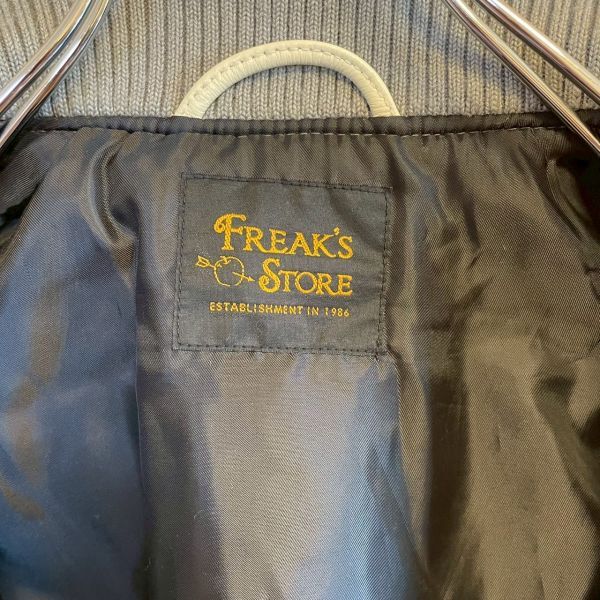 FREAK'S
STORE
ESTABLISHMENT IN 1986